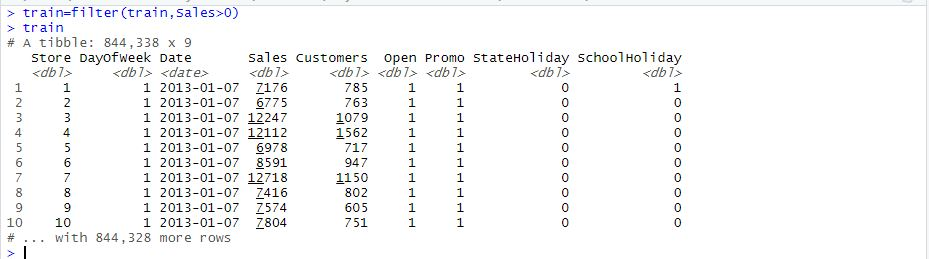 > train=filter(train,Sales>0)
> train
# A tibble: 844,338 x 9
   Store DayOfWeek Date       Sales Customers  Open Promo StateHoliday SchoolHoliday
   <dbl>     <dbl> <date>     <dbl>     <dbl> <dbl> <dbl>        <dbl>         <dbl>
 1     1         1 2013-01-07  7176       785     1     1            0             1
 2     2         1 2013-01-07  6775       763     1     1            0             0
 3     3         1 2013-01-07 12247      1079     1     1            0             0
 4     4         1 2013-01-07 12112      1562     1     1            0             0
 5     5         1 2013-01-07  6978       717     1     1            0             0
 6     6         1 2013-01-07  8591       947     1     1            0             0
 7     7         1 2013-01-07 12718      1150     1     1            0             0
 8     8         1 2013-01-07  7416       802     1     1            0             0
 9     9         1 2013-01-07  7574       605     1     1            0             0
10    10         1 2013-01-07  7804       751     1     1            0             0
# ... with 844,328 more rows
>